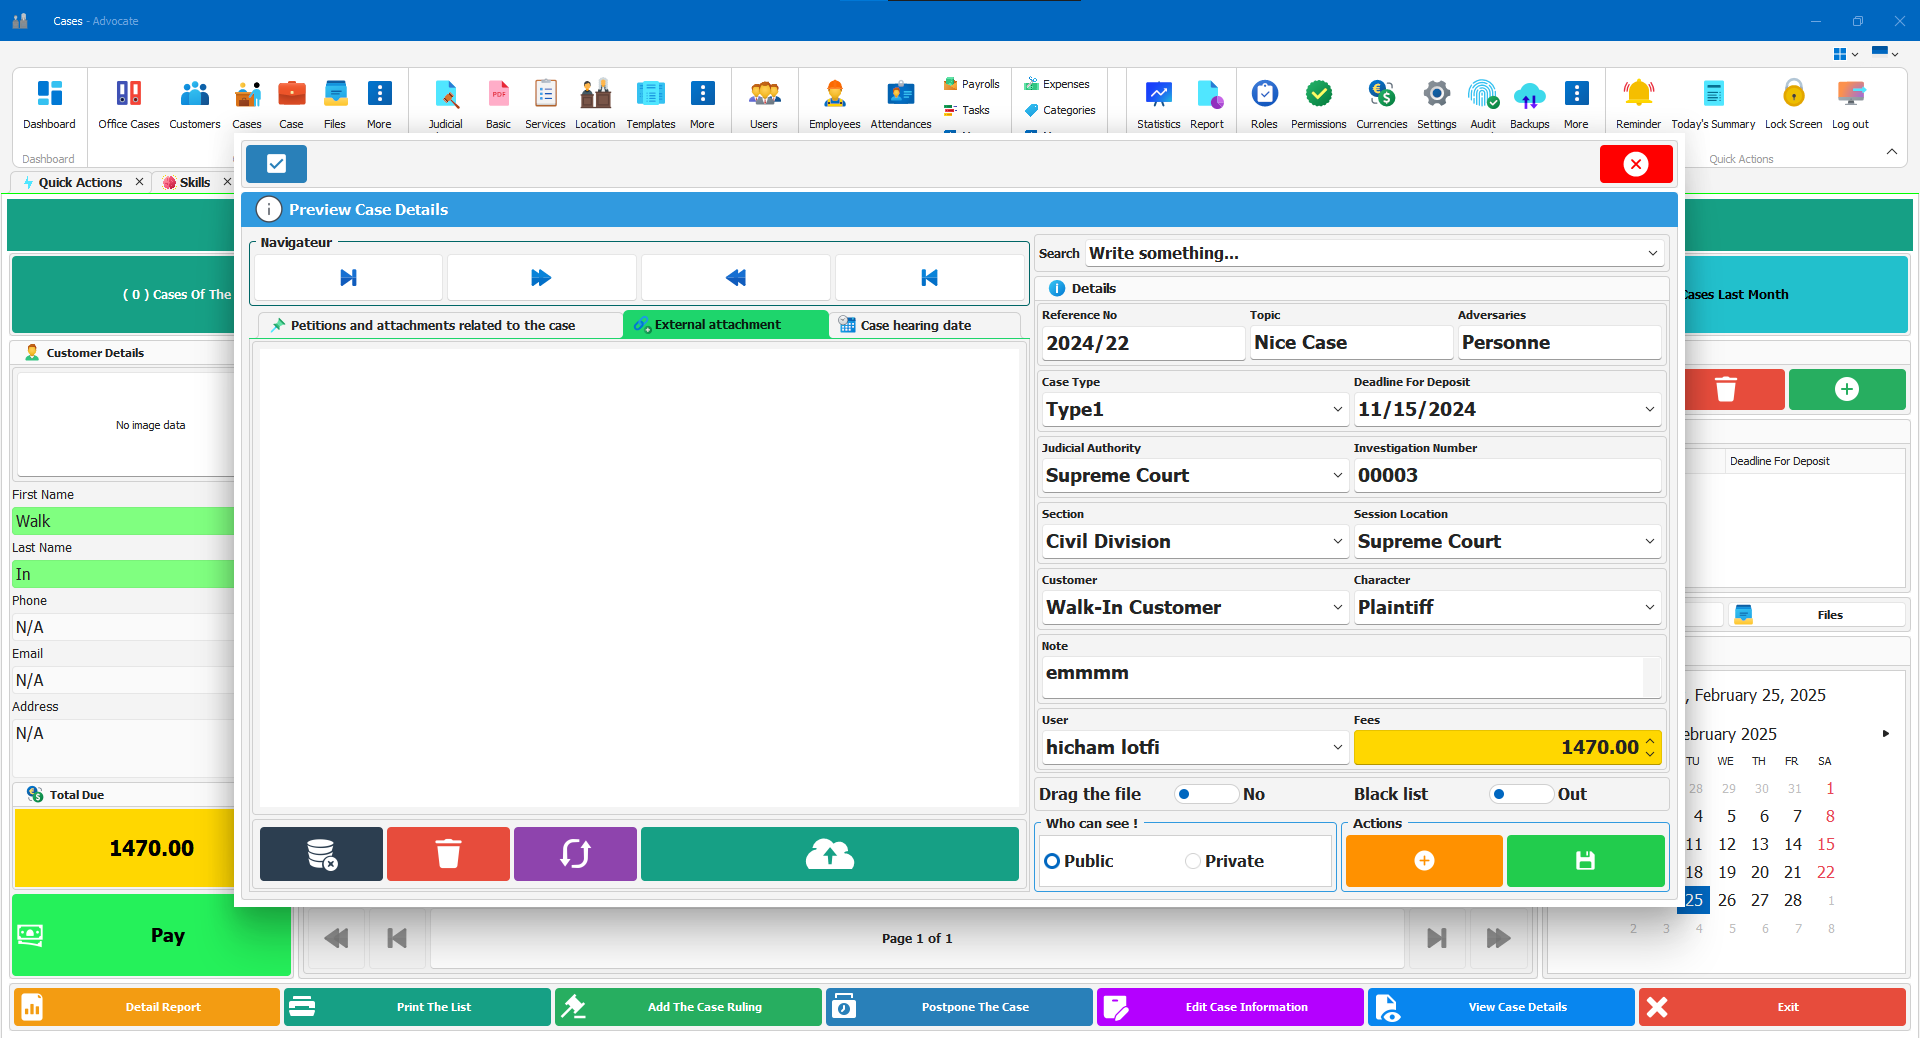 Cases - Advocate
Dashboard
Office Cases
Customers
Cases
Case
Files
More
Judicial
Basic
Services
Location
Templates
More
Users
Employees
Attendances
Payrolls
Tasks
Expenses
Categories
Statistics
Report
Roles
Permissions
Currencies
Settings
Audit
Backups
More
Reminder
Today's Summary
Lock Screen
Log out
Dashboard
Quick Actions
Quick Actions
Skills
Preview Case Details
Navigateur
Search
Write something...
( 0 ) Cases Of The
Cases Last Month
Petitions and attachments related to the case
External attachment
Case hearing date
Details
Reference No
Topic
Adversaries
2024/22
Nice Case
Personne
Case Type
Deadline For Deposit
Type1
11/15/2024
Judicial Authority
Investigation Number
Supreme Court
00003
Section
Session Location
Civil Division
Supreme Court
Customer
Character
Walk-In Customer
Plaintiff
Note
emmmm
User
Fees
hicham lotfi
1470.00
Drag the file
No
Black list
Out
Who can see !
Public
Private
Actions
Customer Details
No image data
First Name
Walk
Last Name
In
Phone
N/A
Email
N/A
Address
N/A
Total Due
1470.00
Pay
Deadline For Deposit
Files
, February 25, 2025
ebruary 2025
TU WE TH FR SA
28 29 30 31 1
4 5 6 7 8
11 12 13 14 15
18 19 20 21 22
25 26 27 28 1
2 3 4 5 6 7 8
Page 1 of 1
Detail Report
Print The List
Add The Case Ruling
Postpone The Case
Edit Case Information
View Case Details
Exit